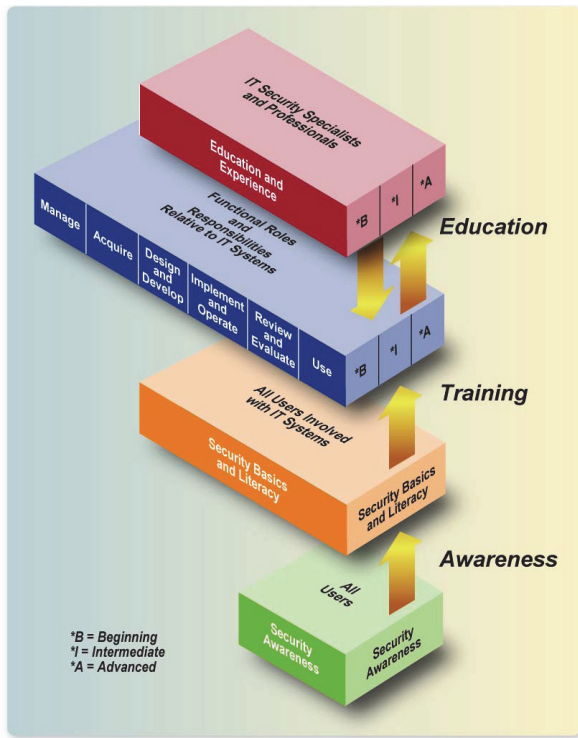 IT Security Specialists
and Professionals
Education and
Experience
*B
*I
*A
Education
Functional Roles
and
Responsibilities
Relative to IT Systems
Manage
Acquire
Design
and
Develop
Implement
and
Operate
Review
and
Evaluate
Use
*B
*I
*A
Training
All Users Involved
with IT Systems
Security Basics
and Literacy
Security Basics
and Literacy
Awareness
All
Users
Security
Awareness
Security
Awareness
*B = Beginning
*I = Intermediate
*A = Advanced